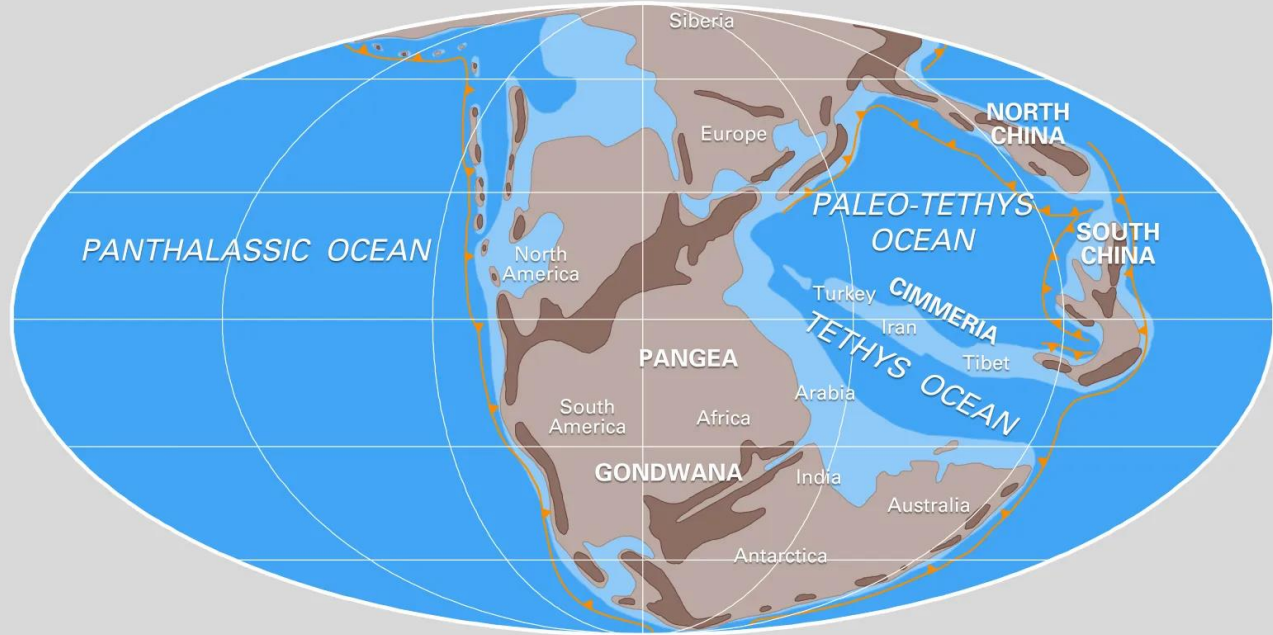 Siberia
NORTH
CHINA
Europe
PALEO-TETHYS
OCEAN
SOUTH
CHINA
PANTHALASSIC OCEAN
North
America
Turkey
CIMMERIA
Iran
TETHYS OCEAN
Tibet
PANGEA
Arabia
South
America
Africa
GONDWANA
India
Australia
Antarctica